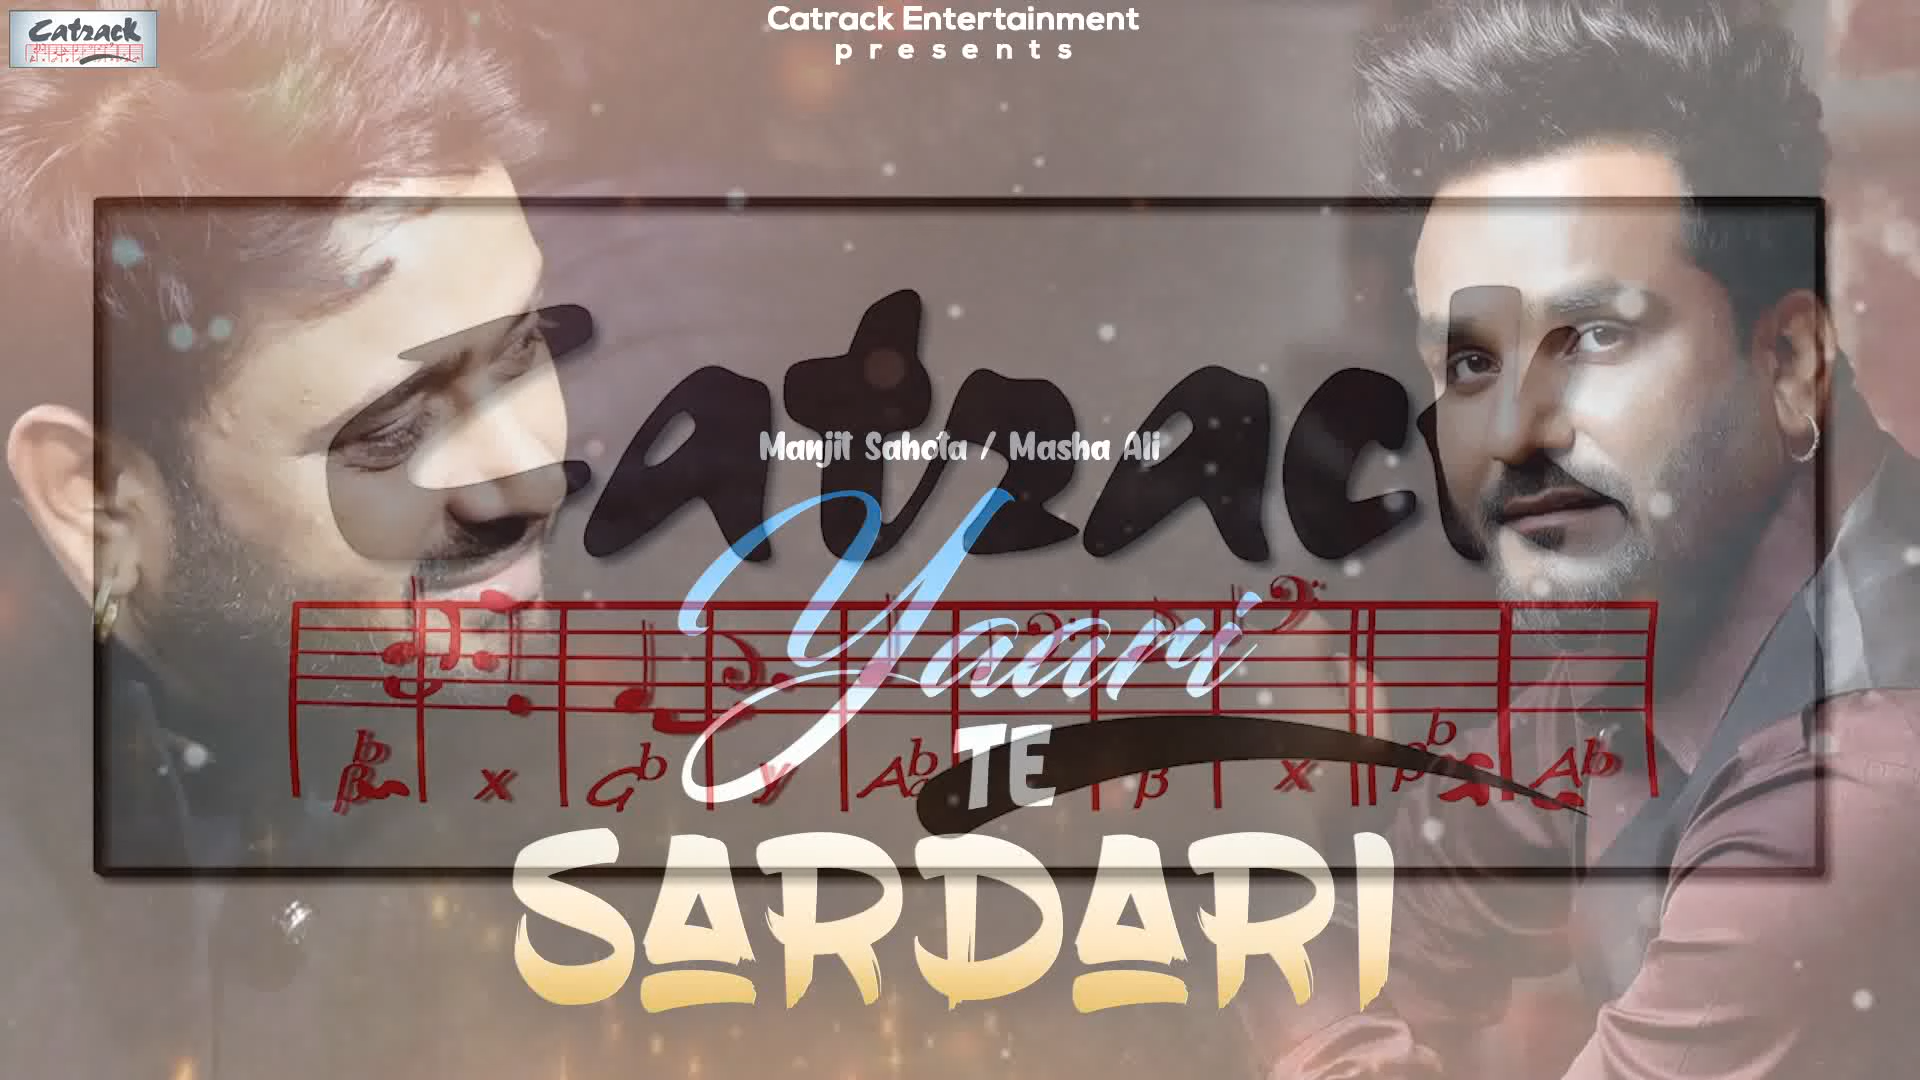 Catrack
Catrack Entertainment
presents
Catrack
Manjit Sahota / Masha Ali
Yaari
TE
SARDARI